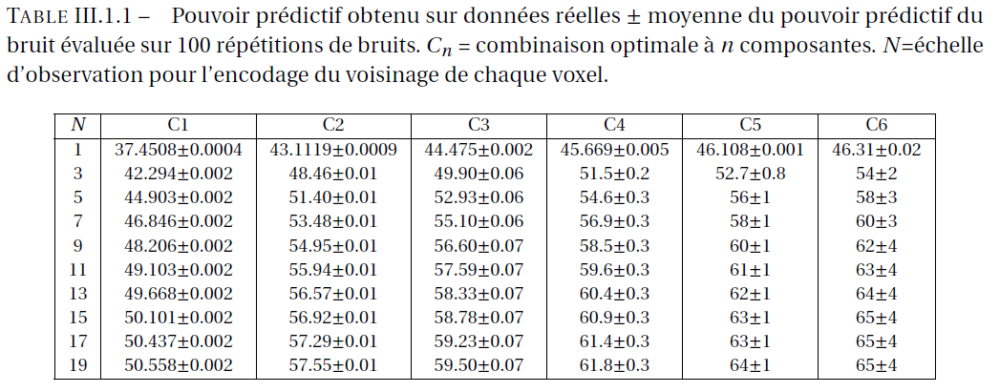 TABLE III.1.1 – Pouvoir prédictif obtenu sur données réelles ± moyenne du pouvoir prédictif du
bruit évaluée sur 100 répétitions de bruits. Cn = combinaison optimale à n composantes. N=échelle
d'observation pour l'encodage du voisinage de chaque voxel.
N C1 C2 C3 C4 C5 C6
1 37.4508±0.0004 43.1119±0.0009 44.475±0.002 45.669±0.005 46.108±0.001 46.31±0.02
3 42.294±0.002 48.46±0.01 49.90±0.06 51.5±0.2 52.7±0.8 54±2
5 44.903±0.002 51.40±0.01 52.93±0.06 54.6±0.3 56±1 58±3
7 46.846±0.002 53.48±0.01 55.10±0.06 56.9±0.3 58±1 60±3
9 48.206±0.002 54.95±0.01 56.60±0.07 58.5±0.3 60±1 62±4
11 49.103±0.002 55.94±0.01 57.59±0.07 59.6±0.3 61±1 63±4
13 49.668±0.002 56.57±0.01 58.33±0.07 60.4±0.3 62±1 64±4
15 50.101±0.002 56.92±0.01 58.78±0.07 60.9±0.3 63±1 65±4
17 50.437±0.002 57.29±0.01 59.23±0.07 61.4±0.3 63±1 65±4
19 50.558±0.002 57.55±0.01 59.50±0.07 61.8±0.3 64±1 65±4